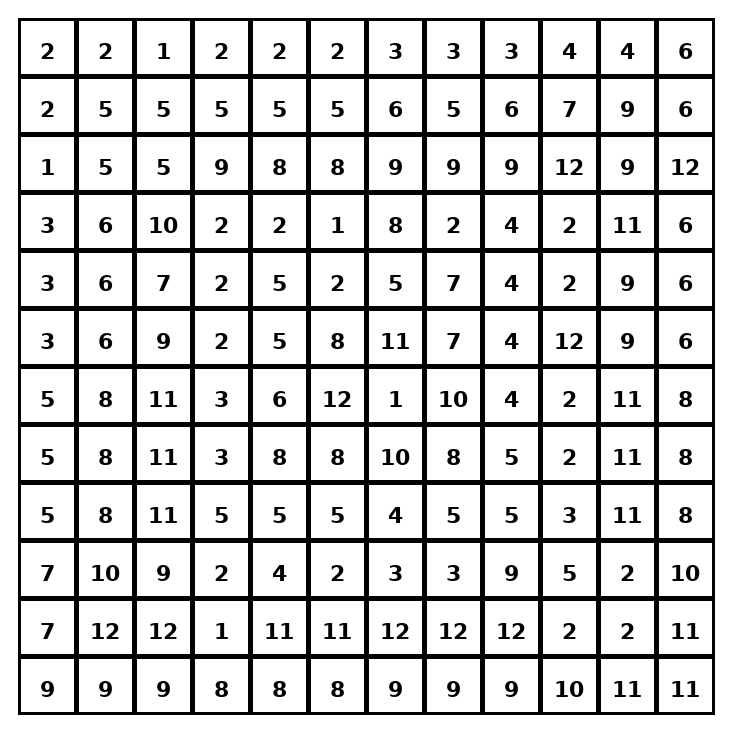 2 2 1 2 2 2 3 3 3 4 4 6
2 5 5 5 5 5 6 5 6 7 9 6
1 5 5 9 8 8 9 9 9 12 9 12
3 6 10 2 2 1 8 2 4 2 11 6
3 6 7 2 5 2 5 7 4 2 9 6
3 6 9 2 5 8 11 7 4 12 9 6
5 8 11 3 6 12 1 10 4 2 11 8
5 8 11 3 8 8 10 8 5 2 11 8
5 8 11 5 5 5 4 5 5 3 11 8
7 10 9 2 4 2 3 3 9 5 2 10
7 12 12 1 11 11 12 12 12 2 2 11
9 9 9 8 8 8 9 9 9 10 11 11